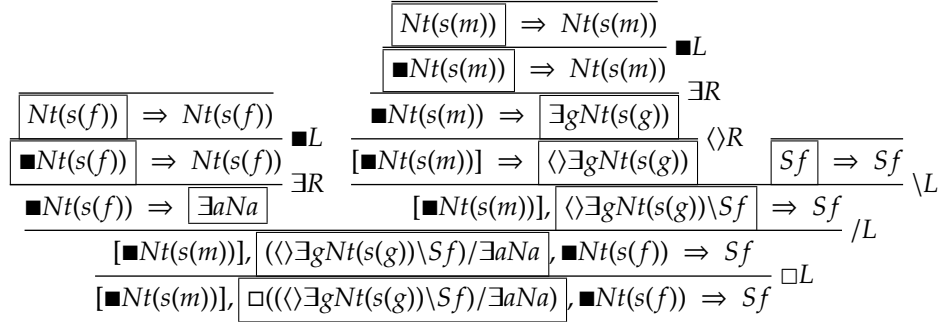 Nt(s(m)) ⇒ Nt(s(m))
■L
■Nt(s(m)) ⇒ Nt(s(m))
∃R
Nt(s(f)) ⇒ Nt(s(f))
■L
■Nt(s(m)) ⇒ ∃gNt(s(g))
⟨⟩R
■Nt(s(f)) ⇒ Nt(s(f))
∃R
[■Nt(s(m))] ⇒ ⟨⟩∃gNt(s(g))
Sf ⇒ Sf
\L
■Nt(s(f)) ⇒ ∃aNa
[■Nt(s(m))], ⟨⟩∃gNt(s(g))\Sf ⇒ Sf
/L
[■Nt(s(m))], (⟨⟩∃gNt(s(g))\Sf)/∃aNa, ■Nt(s(f)) ⇒ Sf
□L
[■Nt(s(m))], □((⟨⟩∃gNt(s(g))\Sf)/∃aNa), ■Nt(s(f)) ⇒ Sf